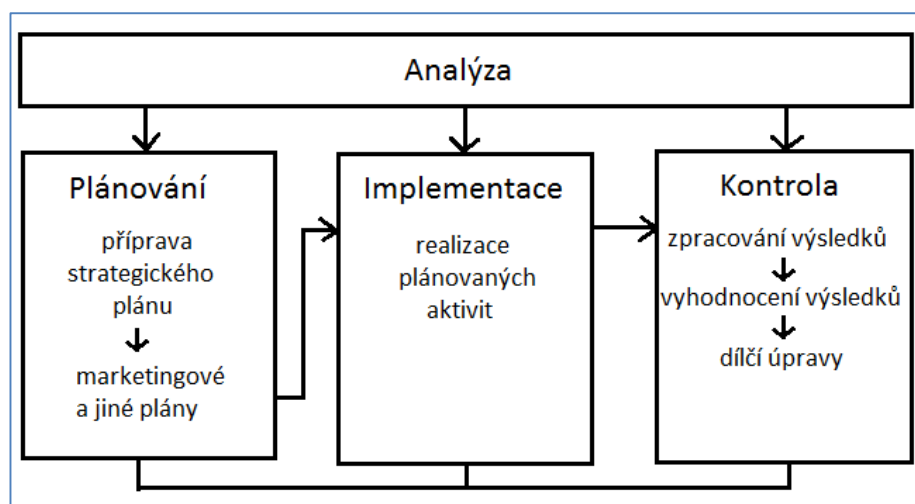 Analýza
Plánování
příprava
strategického
plánu
marketingové
a jiné plány
Implementace
realizace
plánovaných
aktivit
Kontrola
zpracování výsledků
vyhodnocení výsledků
dílčí úpravy